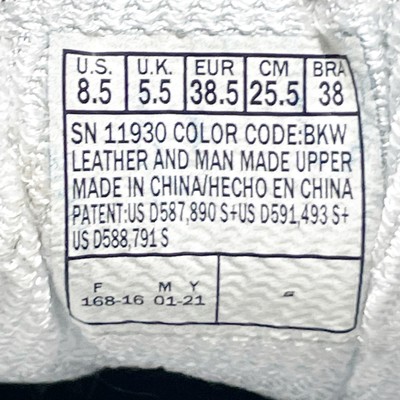 U.S. U.K. EUR CM BRA
8.5 5.5 38.5 25.5 38
SN 11930 COLOR CODE:BKW
LEATHER AND MAN MADE UPPER
MADE IN CHINA/HECHO EN CHINA
PATENT:US D587,890 S+US D591,493 S+
US D588,791 S
F M Y
168-16 01-21